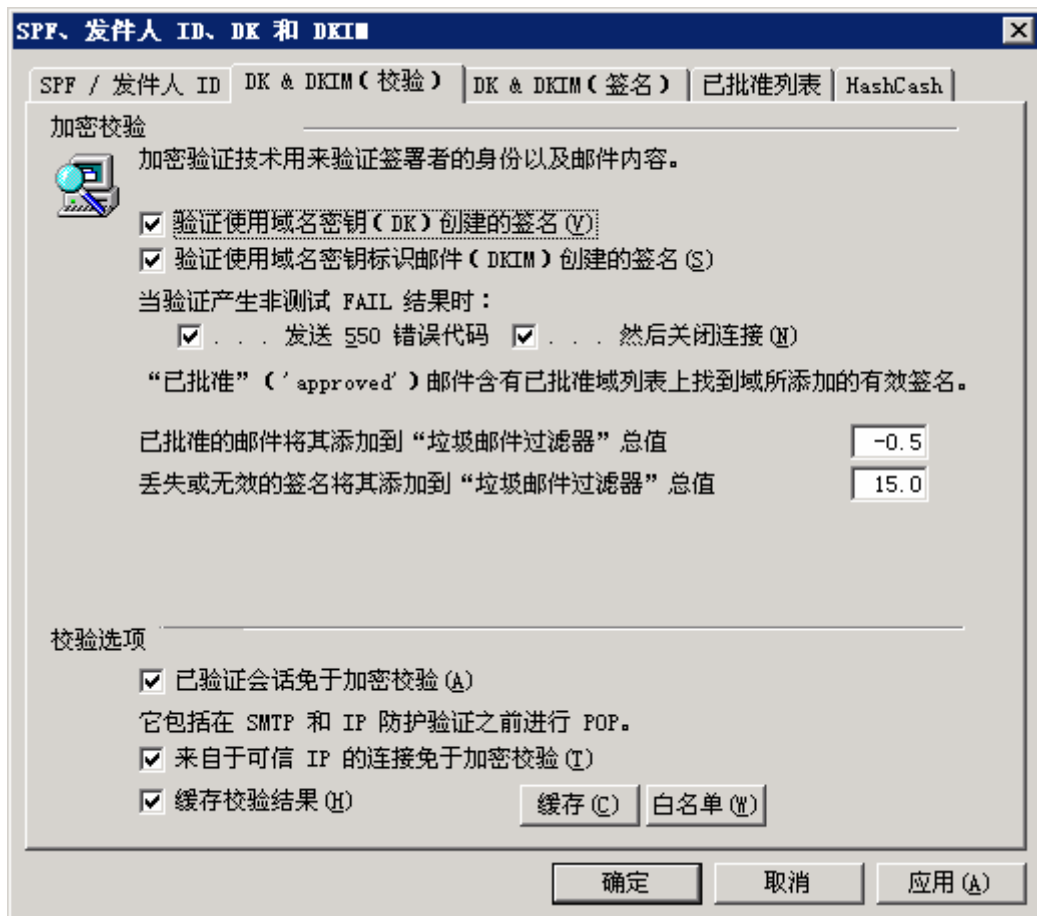 SPF、发件人 ID、DK 和 DKIM
SPF / 发件人 ID
DK & DKIM(校验)
DK & DKIM(签名)
已批准列表
HashCash
加密校验
加密验证技术用来验证签署者的身份以及邮件内容。
验证使用域名密钥(DK)创建的签名(V)
验证使用域名密钥标识邮件(DKIM)创建的签名(S)
当验证产生非测试 FAIL 结果时:
. . . 发送 550 错误代码 . . . 然后关闭连接(N)
“已批准”('approved')邮件含有已批准域列表上找到域所添加的有效签名。
已批准的邮件将其添加到“垃圾邮件过滤器”总值 -0.5
丢失或无效的签名将其添加到“垃圾邮件过滤器”总值 15.0
校验选项
已验证会话免于加密校验(A)
它包括在 SMTP 和 IP 防护验证之前进行 POP。
来自于可信 IP 的连接免于加密校验(T)
缓存校验结果(H) 缓存(C) 白名单(W)
确定 取消 应用(A)